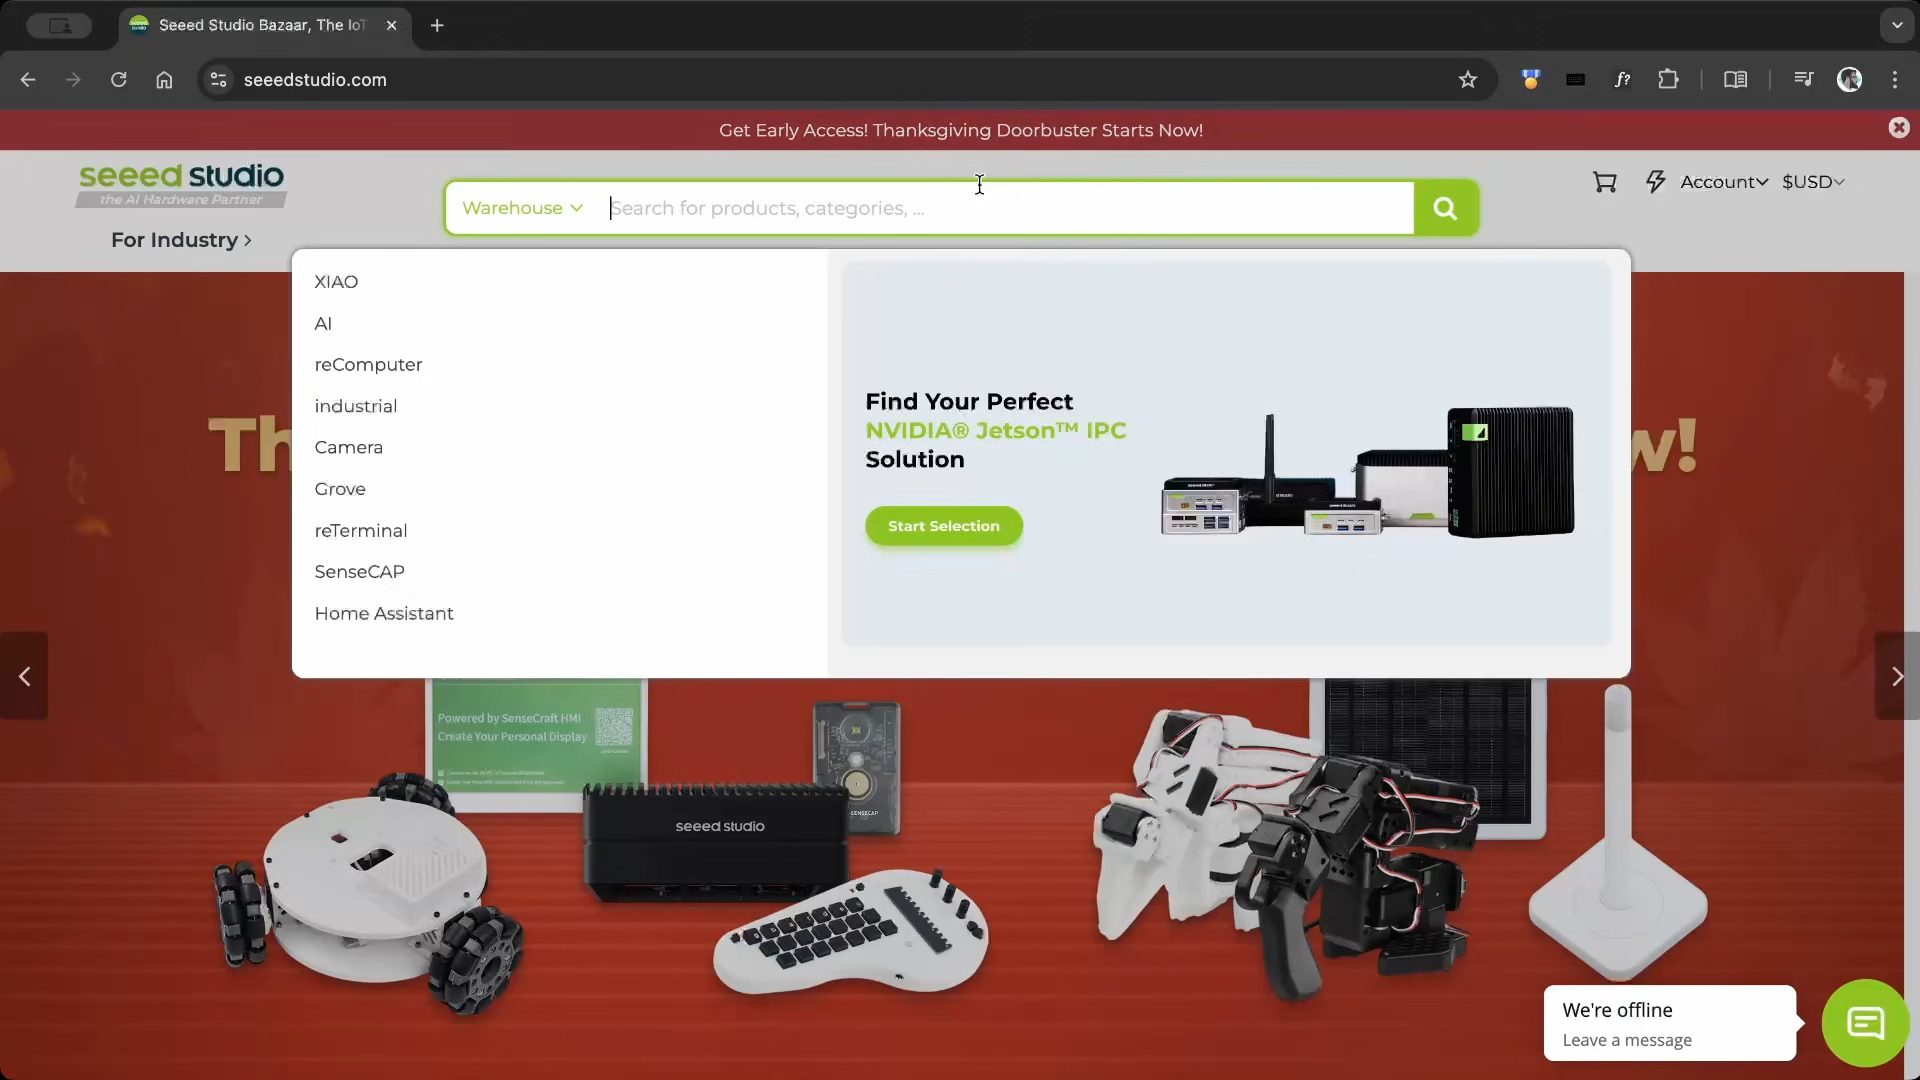 Seeed Studio Bazaar, The IoT
seeedstudio.com
Get Early Access! Thanksgiving Doorbuster Starts Now!
seeed studio
the AI Hardware Partner
Warehouse
Search for products, categories, ...
Account
$USD
For Industry
XIAO
AI
reComputer
industrial
Camera
Grove
reTerminal
SenseCAP
Home Assistant
Find Your Perfect
NVIDIA® Jetson™ IPC
Solution
Start Selection
Th
w!
Powered by SenseCraft HMI
Create Your Personal Display
seeed studio
SENSECAP
We're offline
Leave a message